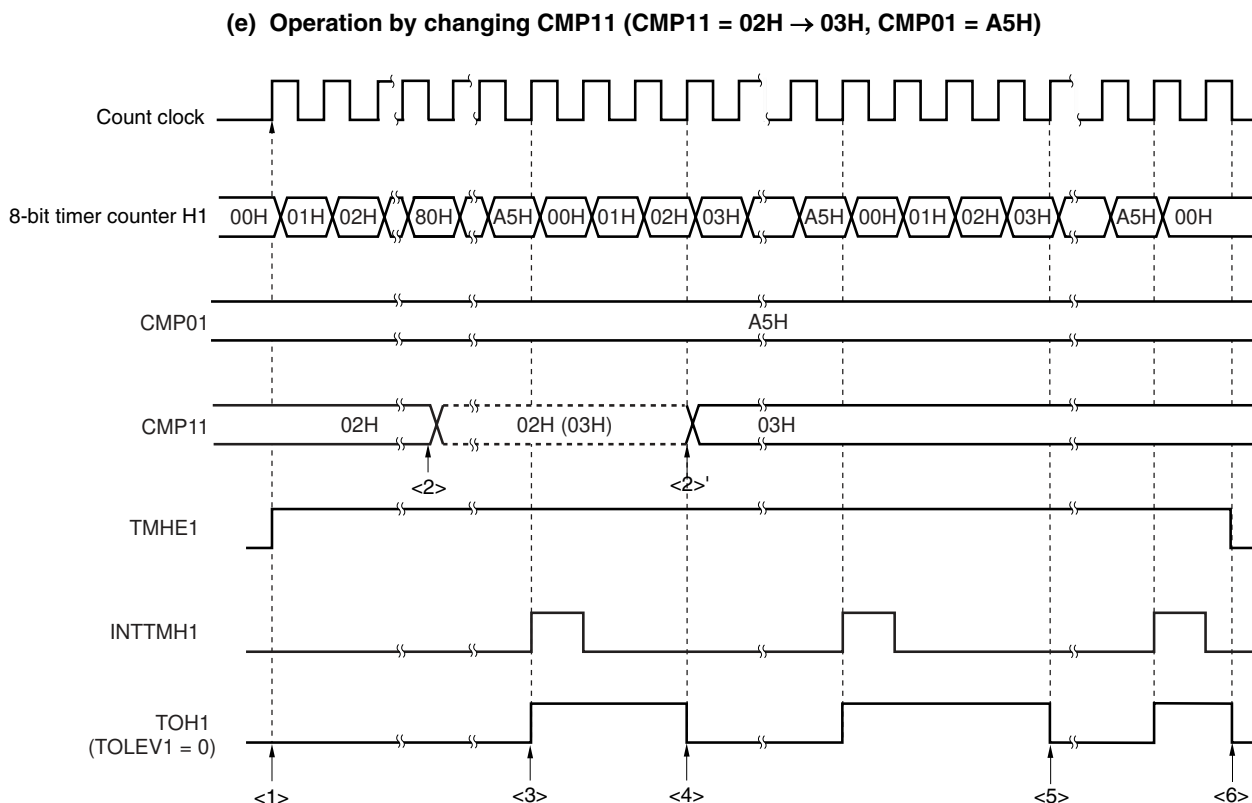 (e) Operation by changing CMP11 (CMP11 = 02H → 03H, CMP01 = A5H)
Count clock
8-bit timer counter H1
00H 01H 02H 80H A5H 00H 01H 02H 03H A5H 00H 01H 02H 03H A5H 00H
CMP01
A5H
CMP11
02H 02H (03H) 03H
<2> <2>'
TMHE1
INTTMH1
TOH1
(TOLEV1 = 0)
<1> <3> <4> <5> <6>